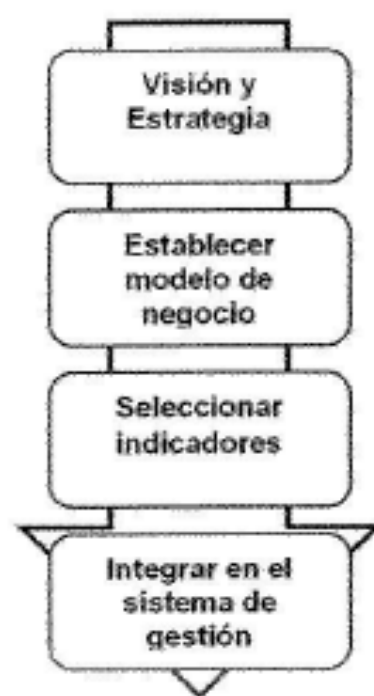 Visión y
Estrategia
Establecer
modelo de
negocio
Seleccionar
indicadores
Integrar en el
sistema de
gestión